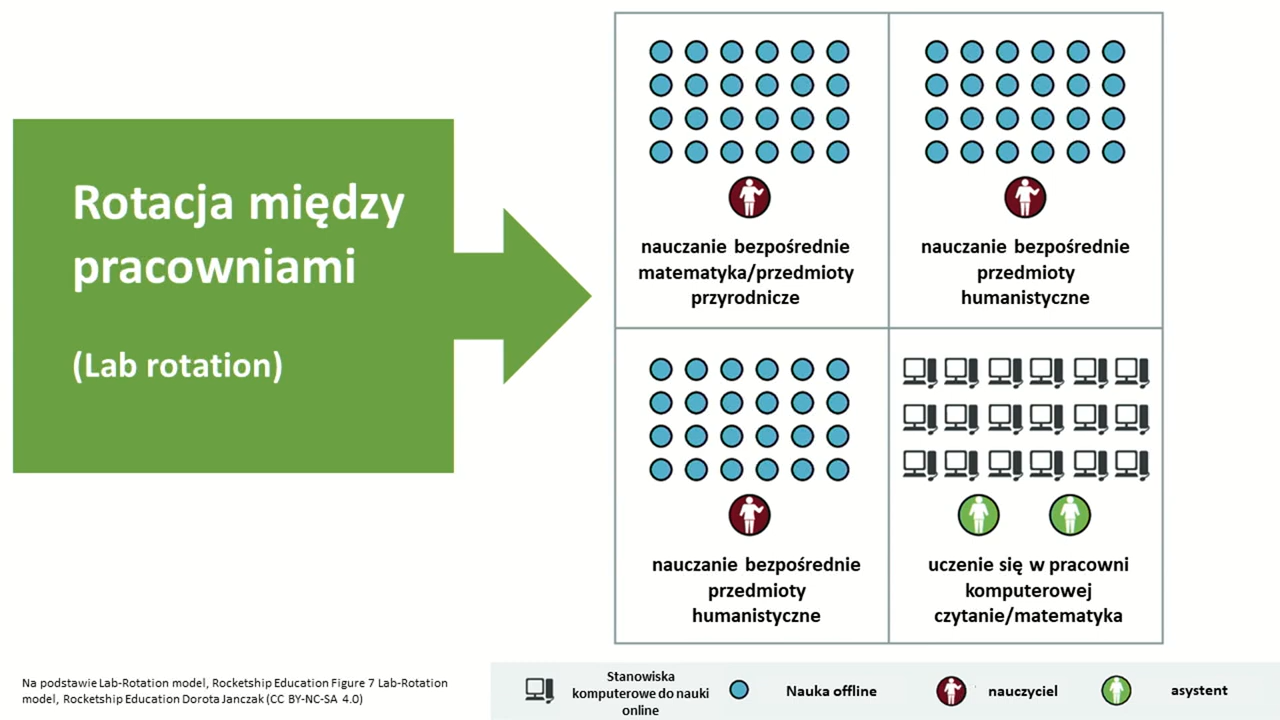 Rotacja między
pracowniami
(Lab rotation)
nauczanie bezpośrednie
matematyka/przedmioty
przyrodnicze
nauczanie bezpośrednie
przedmioty
humanistyczne
nauczanie bezpośrednie
przedmioty
humanistyczne
uczenie się w pracowni
komputerowej
czytanie/matematyka
Na podstawie Lab-Rotation model, Rocketship Education Figure 7 Lab-Rotation
model, Rocketship Education Dorota Janczak (CC BY-NC-SA 4.0)
Stanowiska
komputerowe do nauki
online
Nauka offline
nauczyciel
asystent